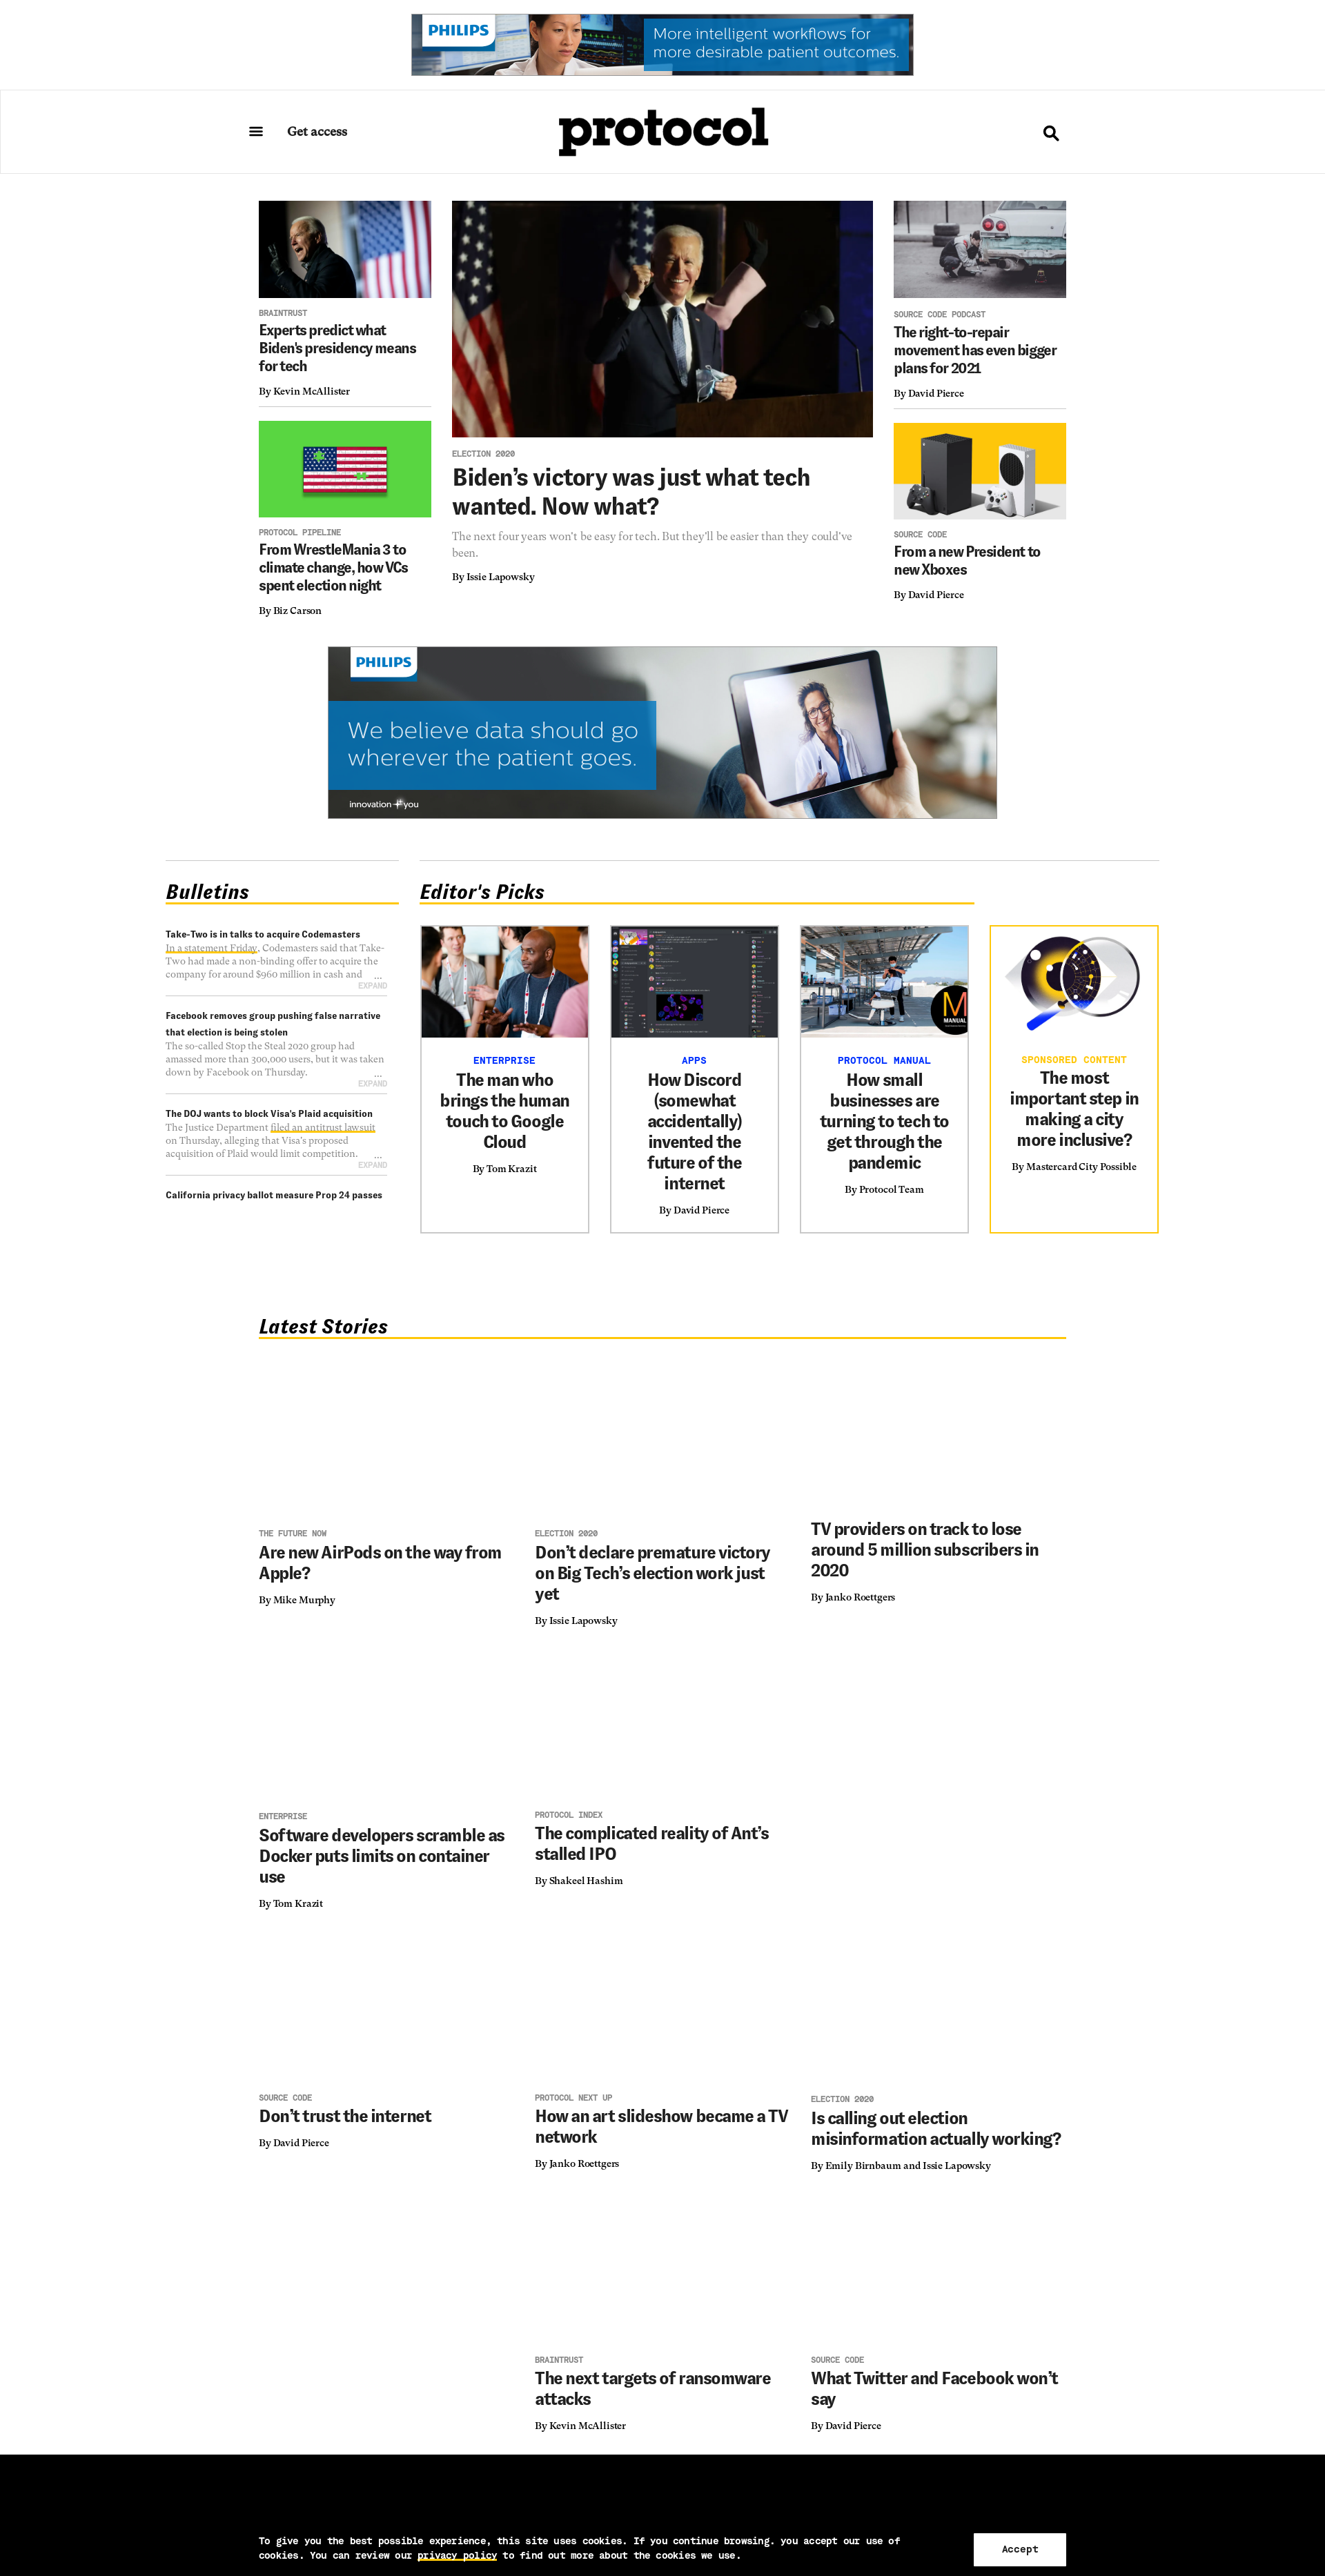 PHILIPS
More intelligent workflows for
more desirable patient outcomes.
Get access
protocol
BRAINTRUST
Experts predict what
Biden's presidency means
for tech
By Kevin McAllister
PROTOCOL PIPELINE
From WrestleMania 3 to
climate change, how VCs
spent election night
By Biz Carson
ELECTION 2020
Biden’s victory was just what tech
wanted. Now what?
The next four years won't be easy for tech. But they'll be easier than they could've
been.
By Issie Lapowsky
SOURCE CODE PODCAST
The right-to-repair
movement has even bigger
plans for 2021
By David Pierce
SOURCE CODE
From a new President to
new Xboxes
By David Pierce
PHILIPS
We believe data should go
wherever the patient goes.
innovation+you
Bulletins
Take-Two is in talks to acquire Codemasters
In a statement Friday, Codemasters said that Take-
Two had made a non-binding offer to acquire the
company for around $960 million in cash and ...
EXPAND
Facebook removes group pushing false narrative
that election is being stolen
The so-called Stop the Steal 2020 group had
amassed more than 300,000 users, but it was taken
down by Facebook on Thursday. ...
EXPAND
The DOJ wants to block Visa's Plaid acquisition
The Justice Department filed an antitrust lawsuit
on Thursday, alleging that Visa's proposed
acquisition of Plaid would limit competition. ...
EXPAND
California privacy ballot measure Prop 24 passes
Editor's Picks
ENTERPRISE
The man who
brings the human
touch to Google
Cloud
By Tom Krazit
APPS
How Discord
(somewhat
accidentally)
invented the
future of the
internet
By David Pierce
M
MANUAL
PROTOCOL MANUAL
How small
businesses are
turning to tech to
get through the
pandemic
By Protocol Team
SPONSORED CONTENT
The most
important step in
making a city
more inclusive?
By Mastercard City Possible
Latest Stories
THE FUTURE NOW
Are new AirPods on the way from
Apple?
By Mike Murphy
ELECTION 2020
Don’t declare premature victory
on Big Tech’s election work just
yet
By Issie Lapowsky
TV providers on track to lose
around 5 million subscribers in
2020
By Janko Roettgers
ENTERPRISE
Software developers scramble as
Docker puts limits on container
use
By Tom Krazit
PROTOCOL INDEX
The complicated reality of Ant’s
stalled IPO
By Shakeel Hashim
SOURCE CODE
Don’t trust the internet
By David Pierce
PROTOCOL NEXT UP
How an art slideshow became a TV
network
By Janko Roettgers
ELECTION 2020
Is calling out election
misinformation actually working?
By Emily Birnbaum and Issie Lapowsky
BRAINTRUST
The next targets of ransomware
attacks
By Kevin McAllister
SOURCE CODE
What Twitter and Facebook won’t
say
By David Pierce
To give you the best possible experience, this site uses cookies. If you continue browsing. you accept our use of
cookies. You can review our privacy policy to find out more about the cookies we use.
Accept